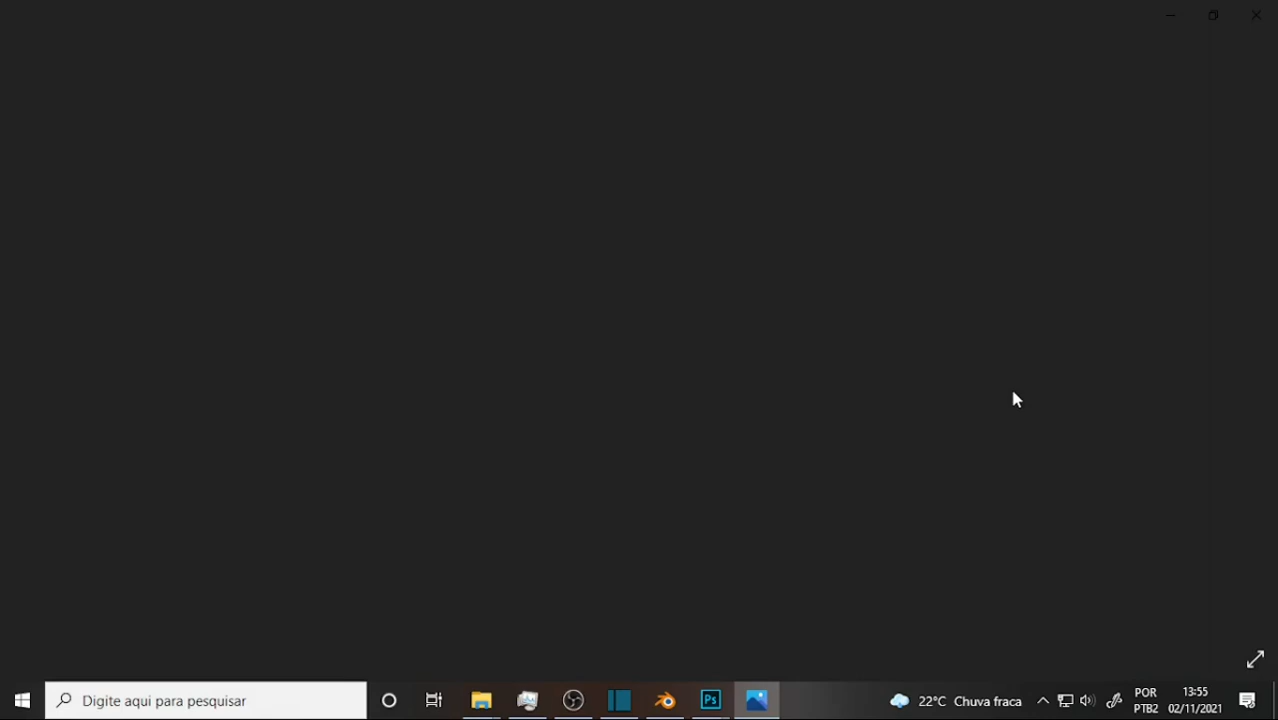 Digite aqui para pesquisar
Ps
22°C Chuva fraca
POR
PTB2
13:55
02/11/2021